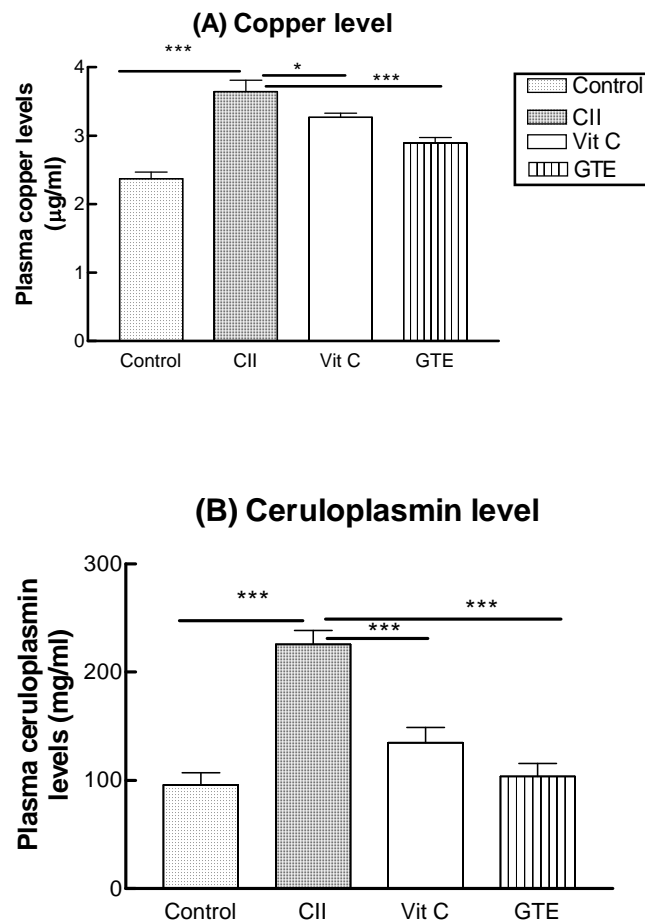 (A) Copper level
*** * ***
Plasma copper levels
(µg/ml)
4
3
2
1
0
Control CII Vit C GTE
Control
CII
Vit C
GTE
(B) Ceruloplasmin level
*** *** ***
Plasma ceruloplasmin
levels (mg/ml)
300
200
100
0
Control CII Vit C GTE